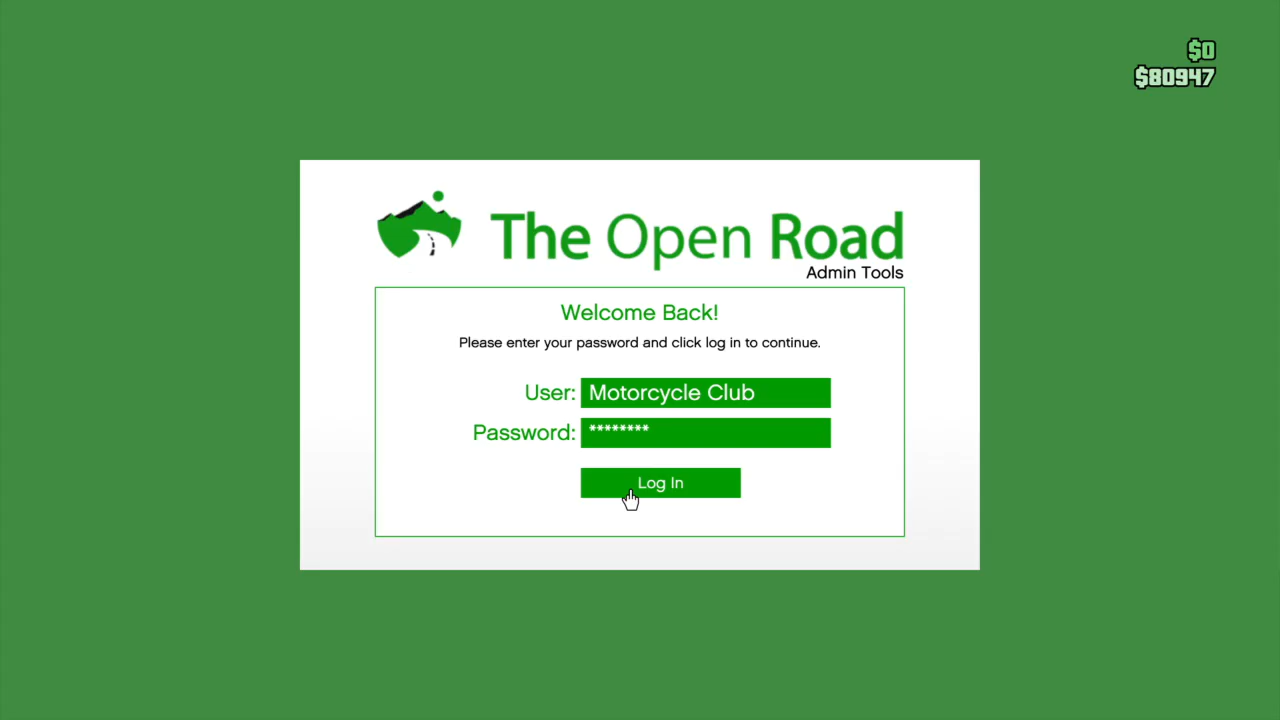 $0
$80947
The Open Road
Admin Tools
Welcome Back!
Please enter your password and click log in to continue.
User: Motorcycle Club
Password: ********
Log In